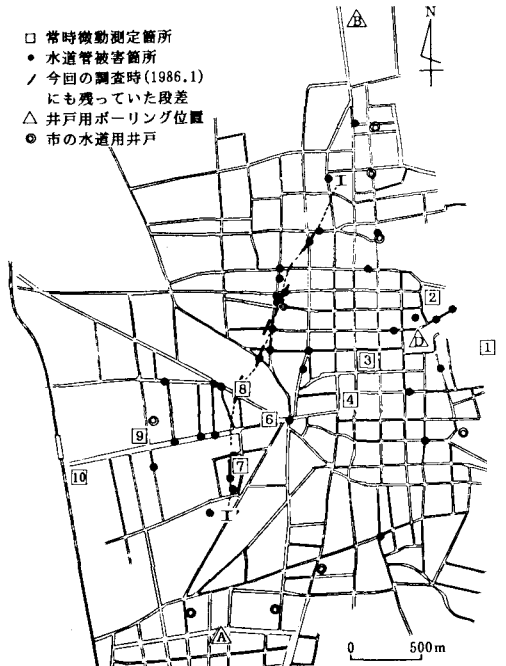 □ 常時微動測定箇所
● 水道管被害箇所
/ 今回の調査時(1986.1)
にも残っていた段差
△ 井戸用ボーリング位置
◎ 市の水道用井戸
B
N
I
2
D
1
3
8
4
6
9
7
10
I'
A
0 500m